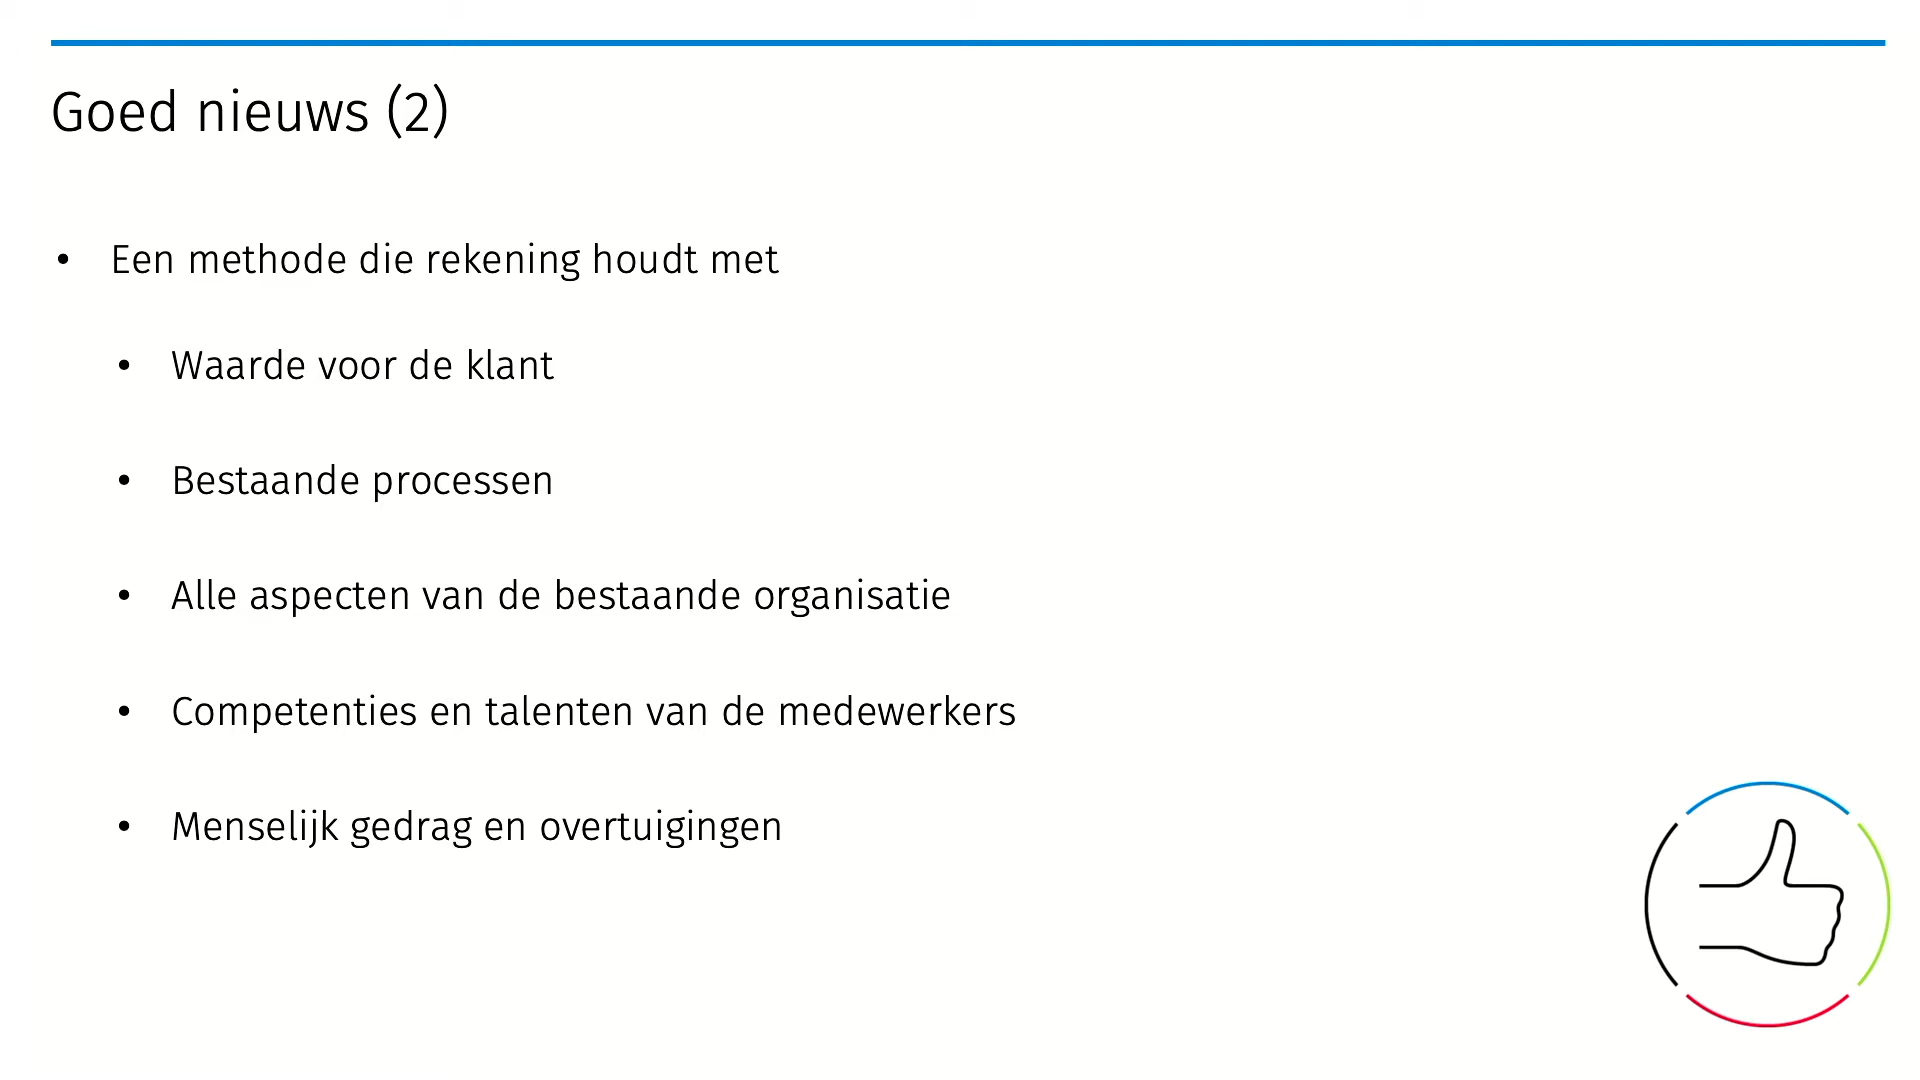 Goed nieuws (2)
• Een methode die rekening houdt met
• Waarde voor de klant
• Bestaande processen
• Alle aspecten van de bestaande organisatie
• Competenties en talenten van de medewerkers
• Menselijk gedrag en overtuigingen